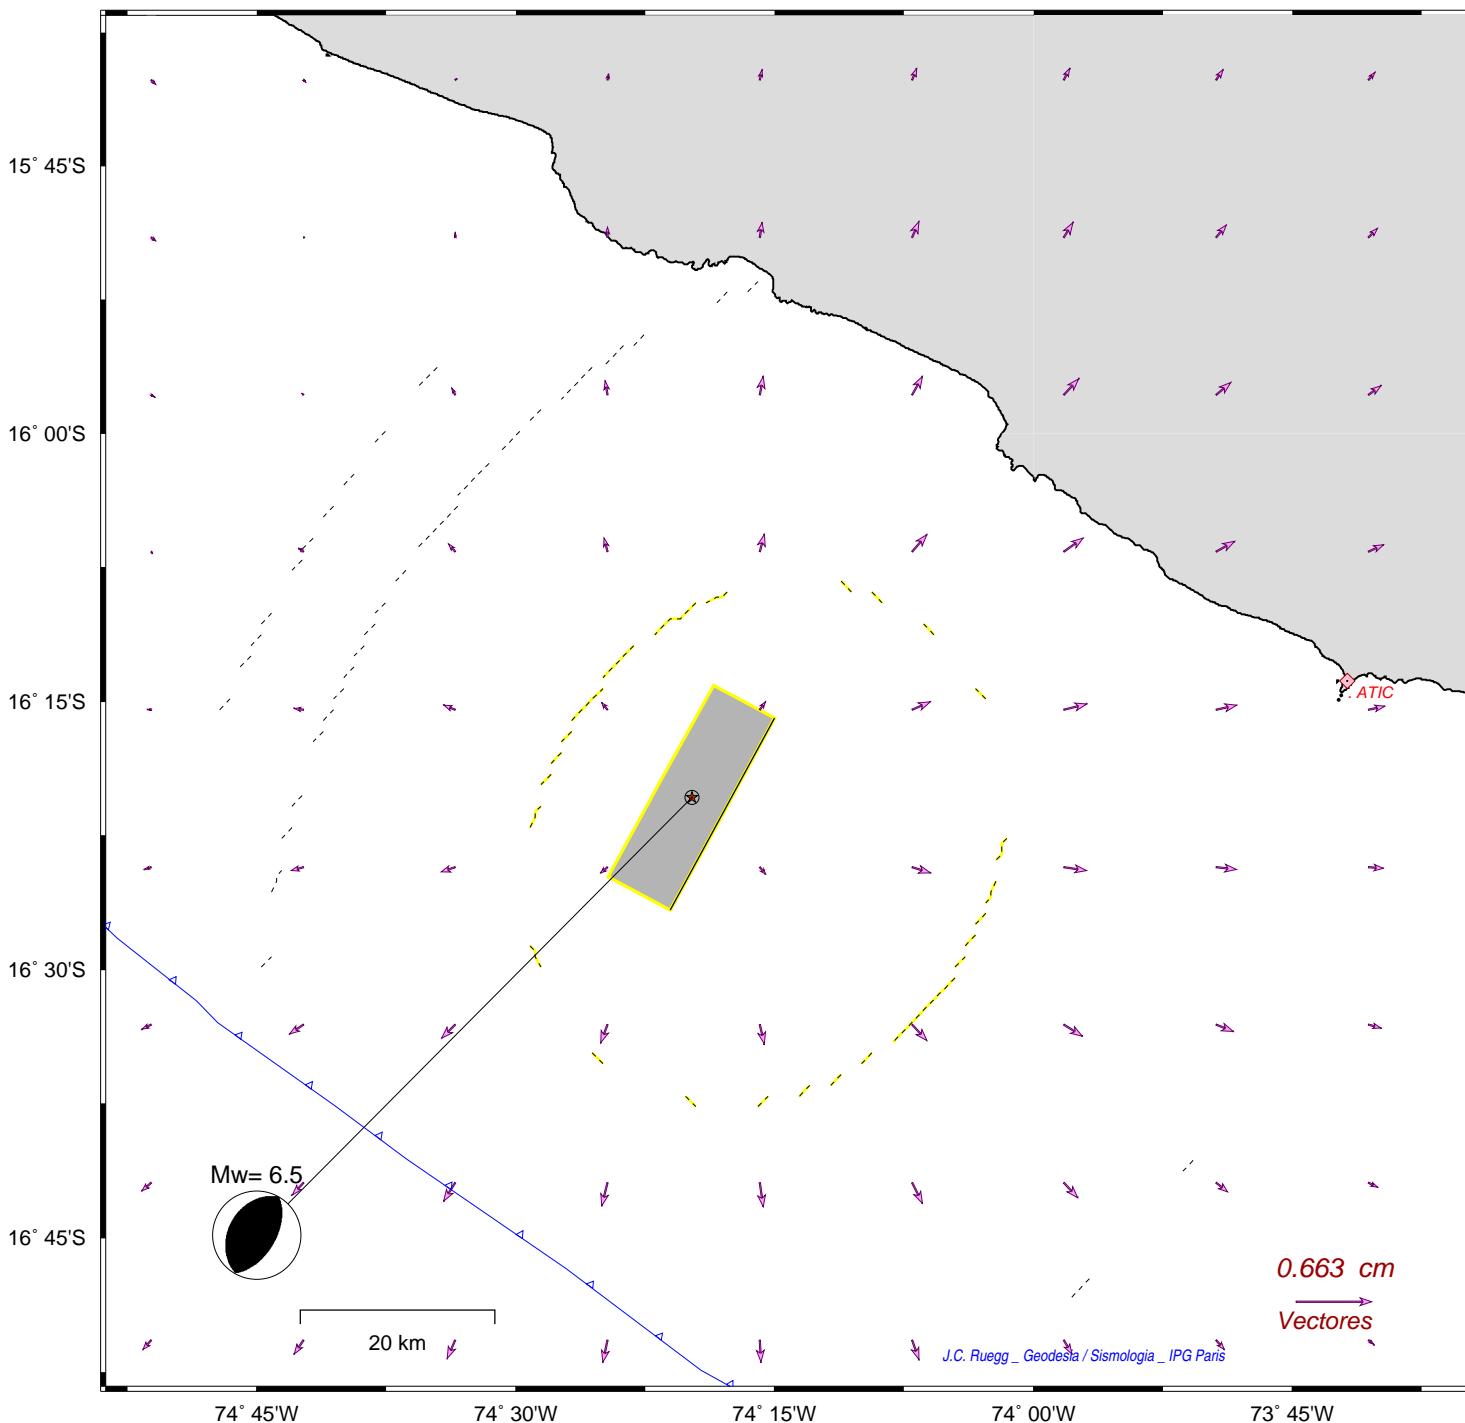 15° 45'S
16° 00'S
16° 15'S
. ATIC
16° 30'S
Mw= 6.5
16° 45'S
0.663 cm
Vectores
20 km
J.C. Ruegg _ Geodesia / Sismologia _ IPG Paris
74° 45'W
74° 30'W
74° 15'W
74° 00'W
73° 45'W